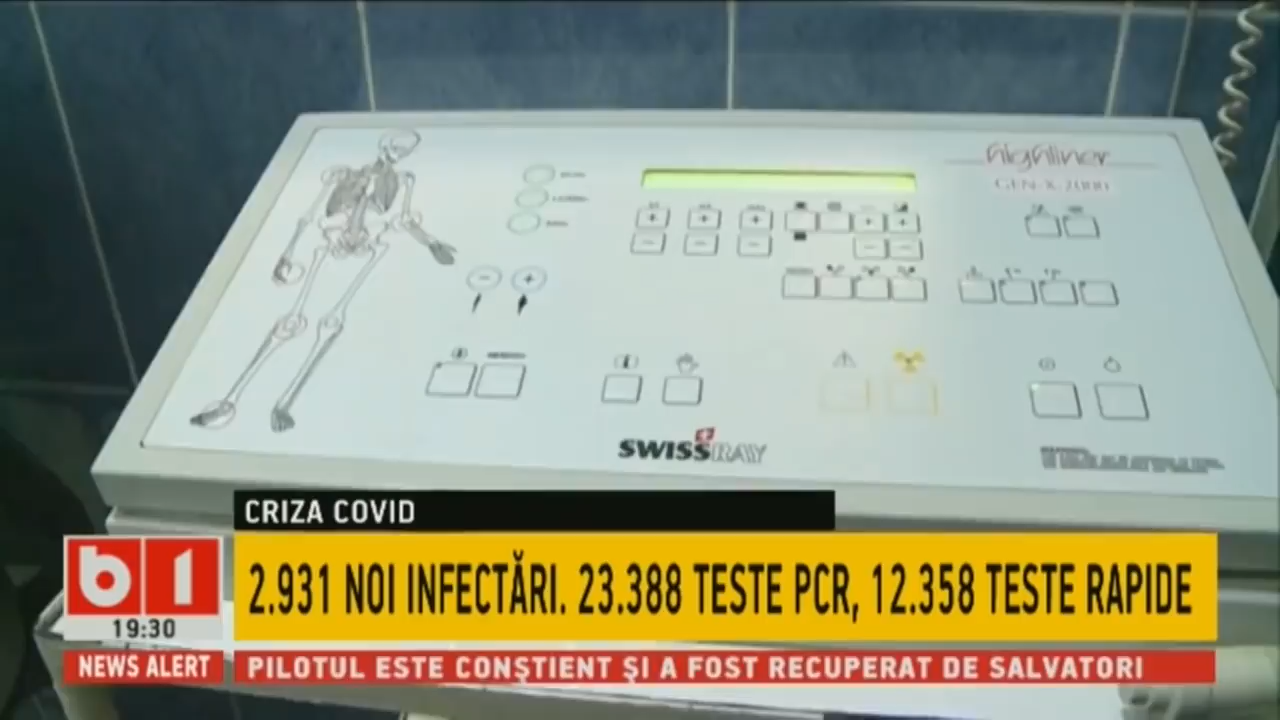 highliner
GEN-X-2000
SWISSRAY
CRIZA COVID
b1
2.931 NOI INFECTĂRI. 23.388 TESTE PCR, 12.358 TESTE RAPIDE
19:30
NEWS ALERT
PILOTUL ESTE CONȘTIENT ȘI A FOST RECUPERAT DE SALVATORI